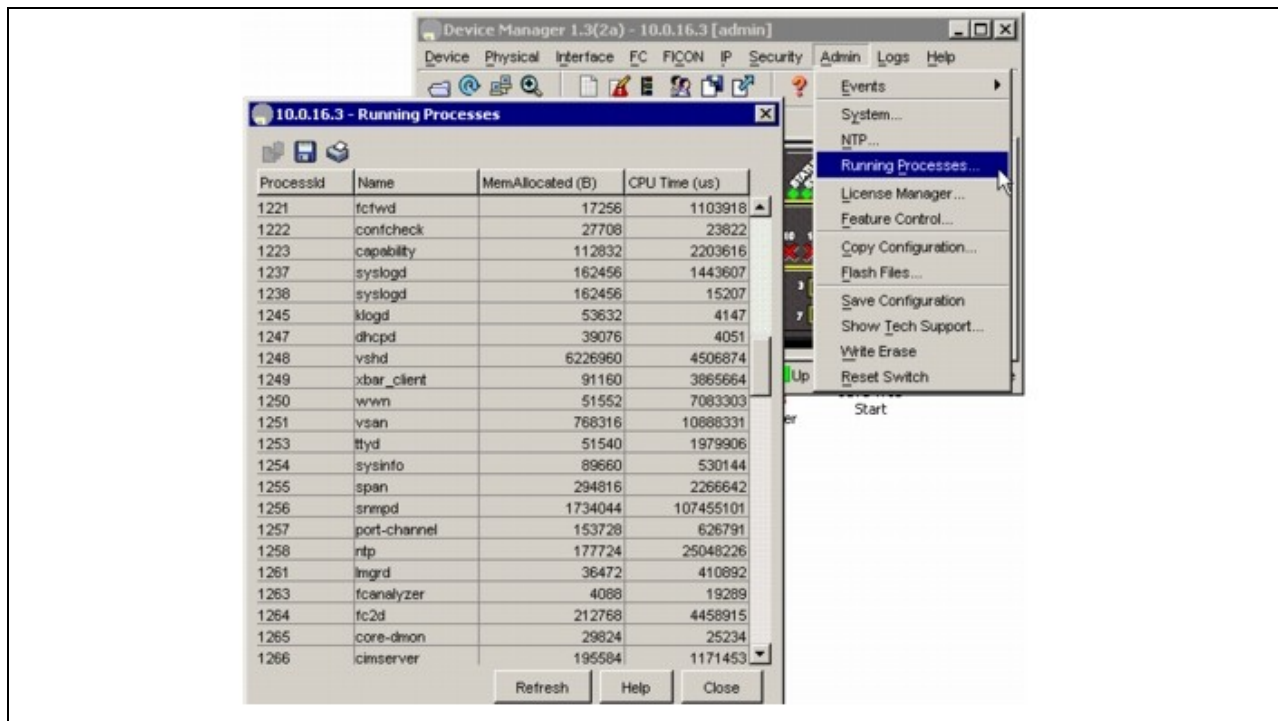 Device Manager 1.3(2a) - 10.0.16.3 [admin]
Device Physical Interface FC FICON IP Security Admin Logs Help
Events
System...
NTP...
Running Processes...
License Manager...
Feature Control...
Copy Configuration...
Flash Files...
Save Configuration
Show Tech Support...
Write Erase
Reset Switch
Up
Start
10.0.16.3 - Running Processes
ProcessId Name MemAllocated (B) CPU Time (us)
1221 fcfwd 17256 1103918
1222 confcheck 27708 23822
1223 capability 112832 2203616
1237 syslogd 162456 1443607
1238 syslogd 162456 15207
1245 klogd 53632 4147
1247 dhcpd 39076 4051
1248 vshd 6226960 4506874
1249 xbar_client 91160 3865664
1250 wwn 51552 7083303
1251 vsan 768316 10888331
1253 ttyd 51540 1979906
1254 sysinfo 89660 530144
1255 span 294816 2266642
1256 snmpd 1734044 107455101
1257 port-channel 153728 626791
1258 ntp 177724 25048226
1261 lmgrd 36472 410892
1263 fcanalyzer 4088 19289
1264 fc2d 212768 4458915
1265 core-dmon 29824 25234
1266 cimserver 195584 1171453
Refresh Help Close